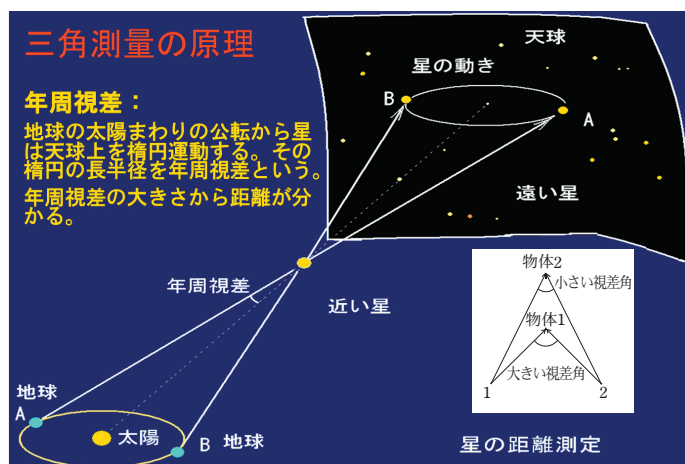 三角測量の原理
天球
星の動き
B
A
年周視差：
地球の太陽まわりの公転から星
は天球上を楕円運動する。その
楕円の長半径を年周視差という。
年周視差の大きさから距離が分
かる。
遠い星
年周視差
近い星
物体2
小さい視差角
物体1
大きい視差角
1
2
地球
A
太陽
B 地球
星の距離測定